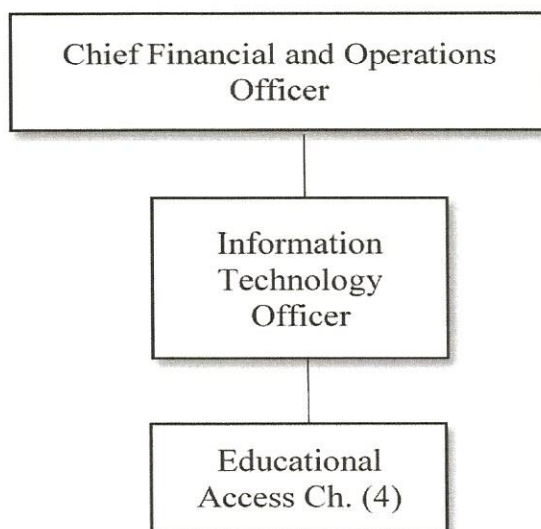 Chief Financial and Operations
Officer
Information
Technology
Officer
Educational
Access Ch. (4)